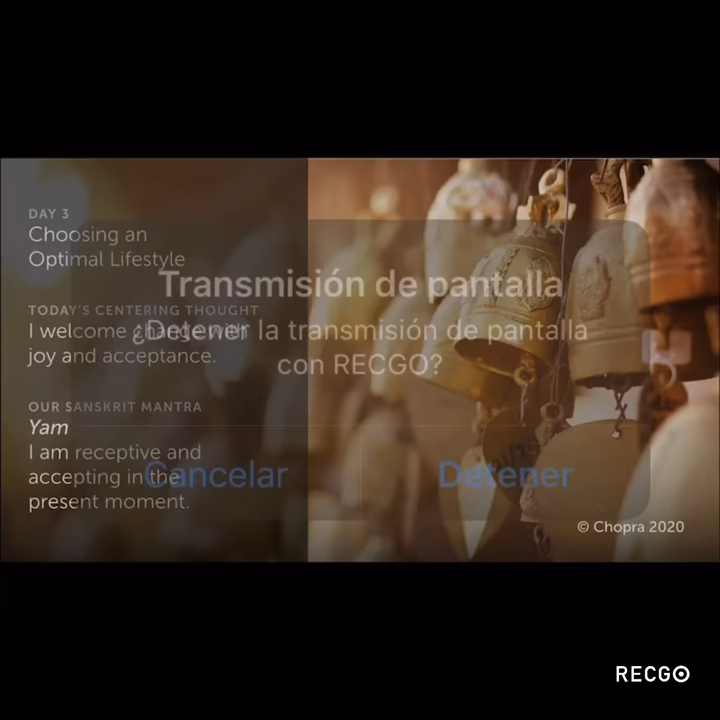 DAY 3
Choosing an
Optimal Lifestyle
TODAY'S CENTERING THOUGHT
I welcome change with
joy and acceptance.
OUR SANSKRIT MANTRA
Yam
I am receptive and
accepting in the
present moment.
Transmisión de pantalla
¿Detener la transmisión de pantalla
con RECGO?
Cancelar
Detener
© Chopra 2020
RECGO